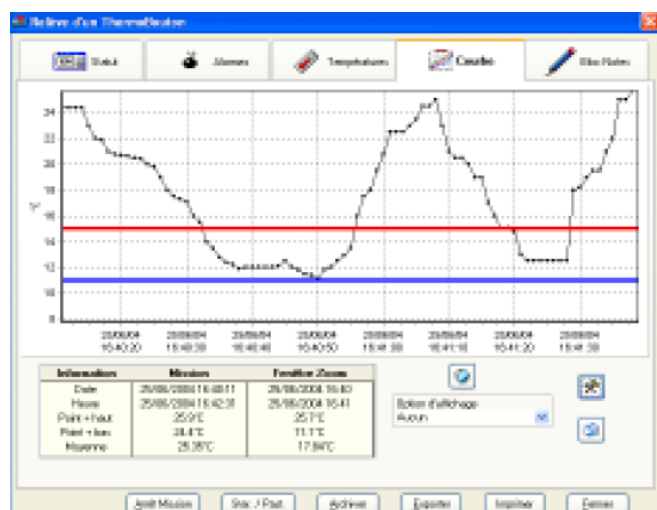 Relève d'un ThermoBouton
Statut
Alarmes
Températures
Courbe
Bloc Notes
24
22
20
18
16
14
12
10
8
°C
25/06/04 25/06/04 25/06/04 25/06/04 25/06/04 25/06/04 25/06/04 25/06/04
16:40:20 16:40:30 16:40:40 16:40:50 16:41:00 16:41:10 16:41:20 16:41:30
Information Mission Fenêtre Zoom
Date 25/06/2004 16:40:11 25/06/2004 16:40
Heure 25/06/2004 16:42:31 25/06/2004 16:41
Point + haut 25.7°C
Point + bas 11.1°C
Moyenne 25.35°C 17.84°C
Option d'affichage
Aucun
Arrêt Mission
Archiver
Exporter
Imprimer
Fermer